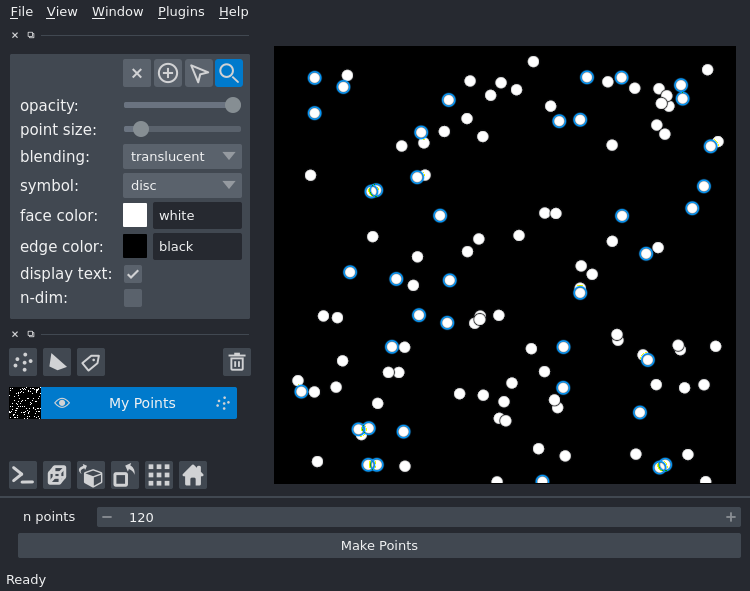 File View Window Plugins Help
opacity:
point size:
blending: translucent
symbol: disc
face color: white
edge color: black
display text:
n-dim:
My Points
n points 120
Make Points
Ready